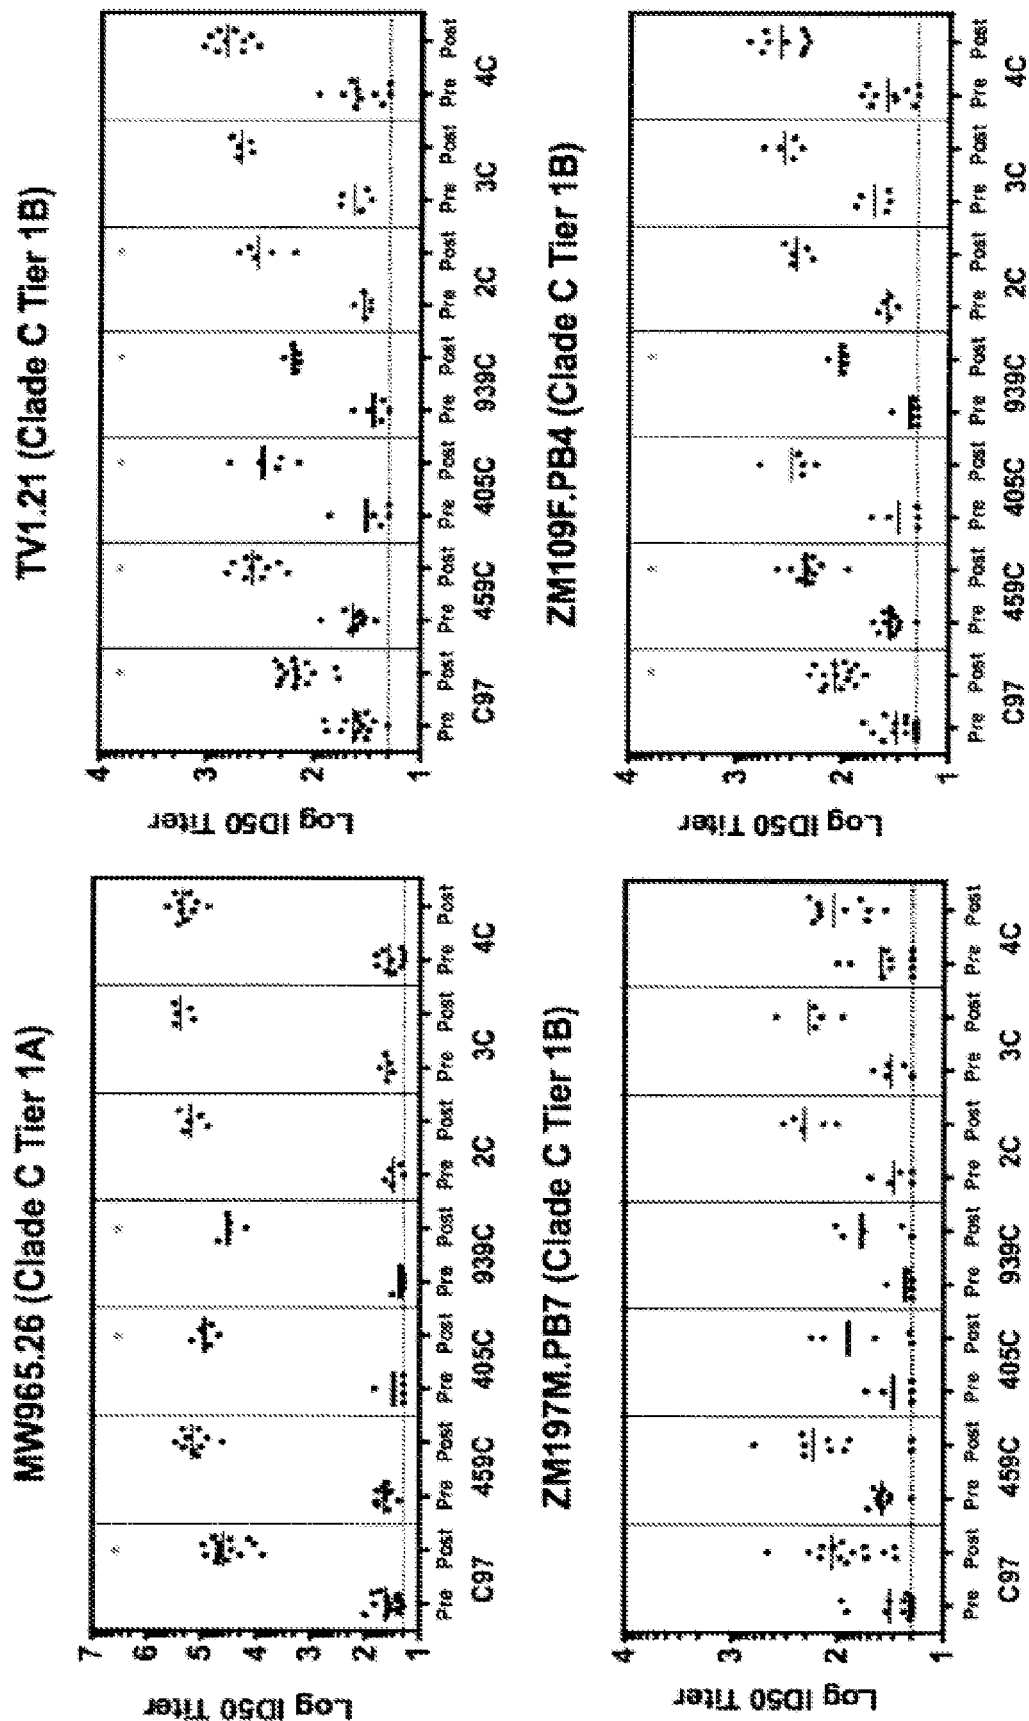 MW965.26 (Clade C Tier 1A)
Log ID50 Titer
7
5
4
3
2
1
Pre Post Pre Post Pre Post Pre Post Pre Post Pre Post Pre Post
C97 459C 405C 939C 2C 3C 4C
TV1.21 (Clade C Tier 1B)
Log ID50 Titer
4
3
2
1
Pre Post Pre Post Pre Post Pre Post Pre Post Pre Post Pre Post
C97 459C 405C 939C 2C 3C 4C
ZM197M.PB7 (Clade C Tier 1B)
Log ID50 Titer
4
3
2
1
Pre Post Pre Post Pre Post Pre Post Pre Post Pre Post Pre Post
C97 459C 405C 939C 2C 3C 4C
ZM109F.PB4 (Clade C Tier 1B)
Log ID50 Titer
4
3
2
1
Pre Post Pre Post Pre Post Pre Post Pre Post Pre Post Pre Post
C97 459C 405C 939C 2C 3C 4C